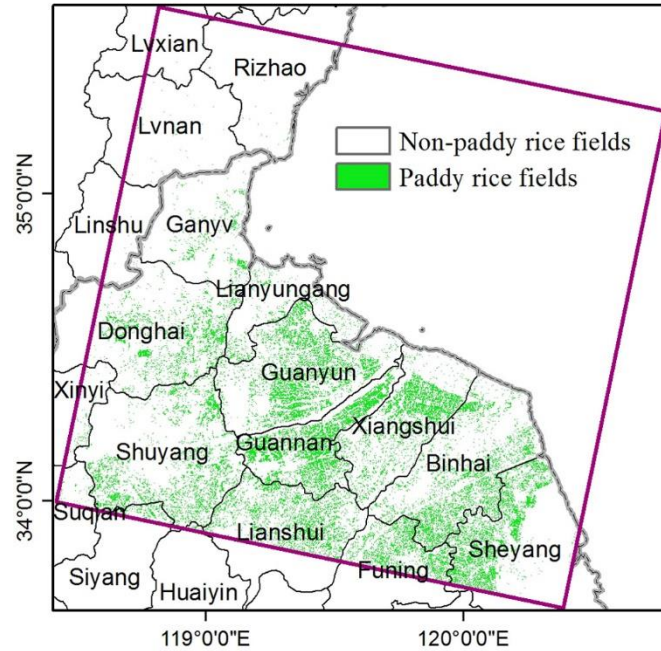 Lvxian
Rizhao
Lvnan
Non-paddy rice fields
Paddy rice fields
35°0'0"N
Linshu
Ganyv
Lianyungang
Donghai
Guanyun
Xinyi
Xiangshui
Guannan
Shuyang
Binhai
34°0'0"N
Suqian
Lianshui
Sheyang
Siyang
Funing
Huaiyin
119°0'0"E
120°0'0"E